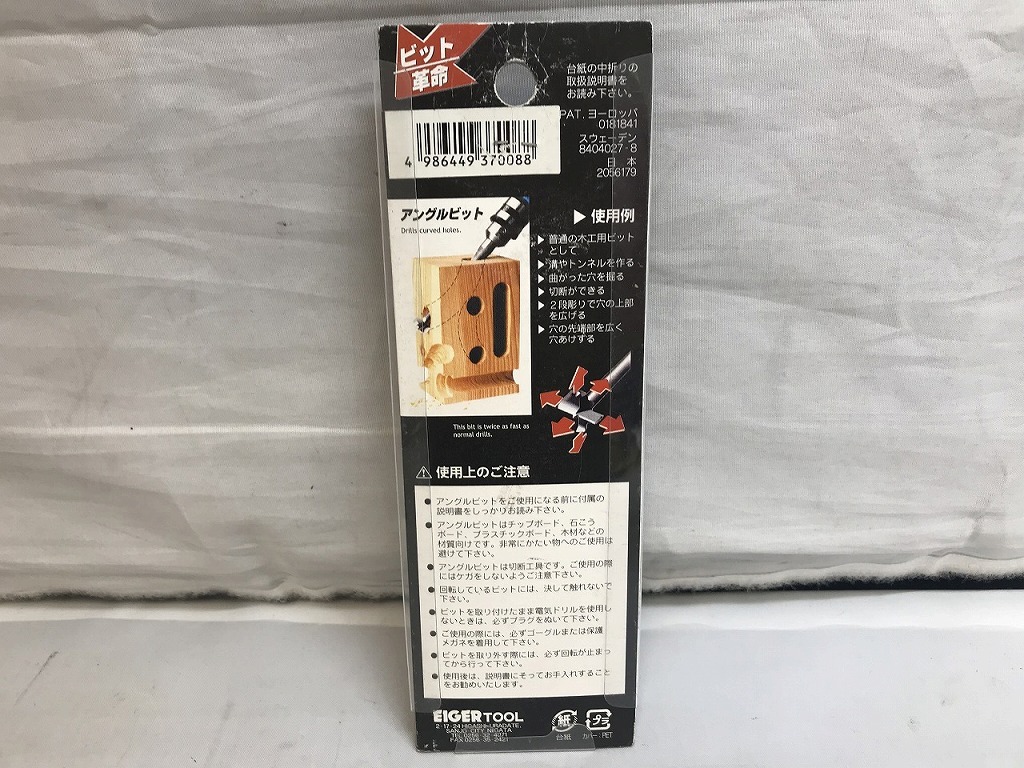 ビット
革命
台紙の中折りの
取扱説明書を
お読み下さい。
PAT. ヨーロッパ
0181841
スウェーデン
8404027-8
日 本
2056179
4 986449 370088
アングルビット
Drills curved holes.
▶ 使用例
▶ 普通の木工用ビット
として
▶ 溝やトンネルを作る
▶ 曲がった穴を掘る
▶ 切断ができる
▶ 2段彫りで穴の上部
を広げる
▶ 穴の先端部を広く
穴あけする
This bit is twice as fast as
normal drills.
⚠ 使用上のご注意
● アングルビットをご使用になる前に付属の
説明書をしっかりお読み下さい。
● アングルビットはチップボード、石こう
ボード、プラスチックボード、木材などの
材質向けです。非常にかたい物へのご使用は
避けて下さい。
● アングルビットは切断工具です。ご使用の際
にはケガをしないようご注意下さい。
● 回転しているビットには、決して触れないで
下さい。
● ビットを取り付けたまま電気ドリルを使用し
ないときは、必ずプラグをぬいて下さい。
● ご使用の際には、必ずゴーグルまたは保護
メガネを着用して下さい。
● ビットを取り外す際には、必ず回転が止まっ
てから行って下さい。
● 使用後は、説明書にそってお手入れすること
をお勧めいたします。
EIGER TOOL
2-17-24 HIGASHI-URADATE,
SANJO CITY, NIIGATA
TEL 0256-32-4071
FAX 0256-35-2421
紙
台紙
プラ
カバー:PET